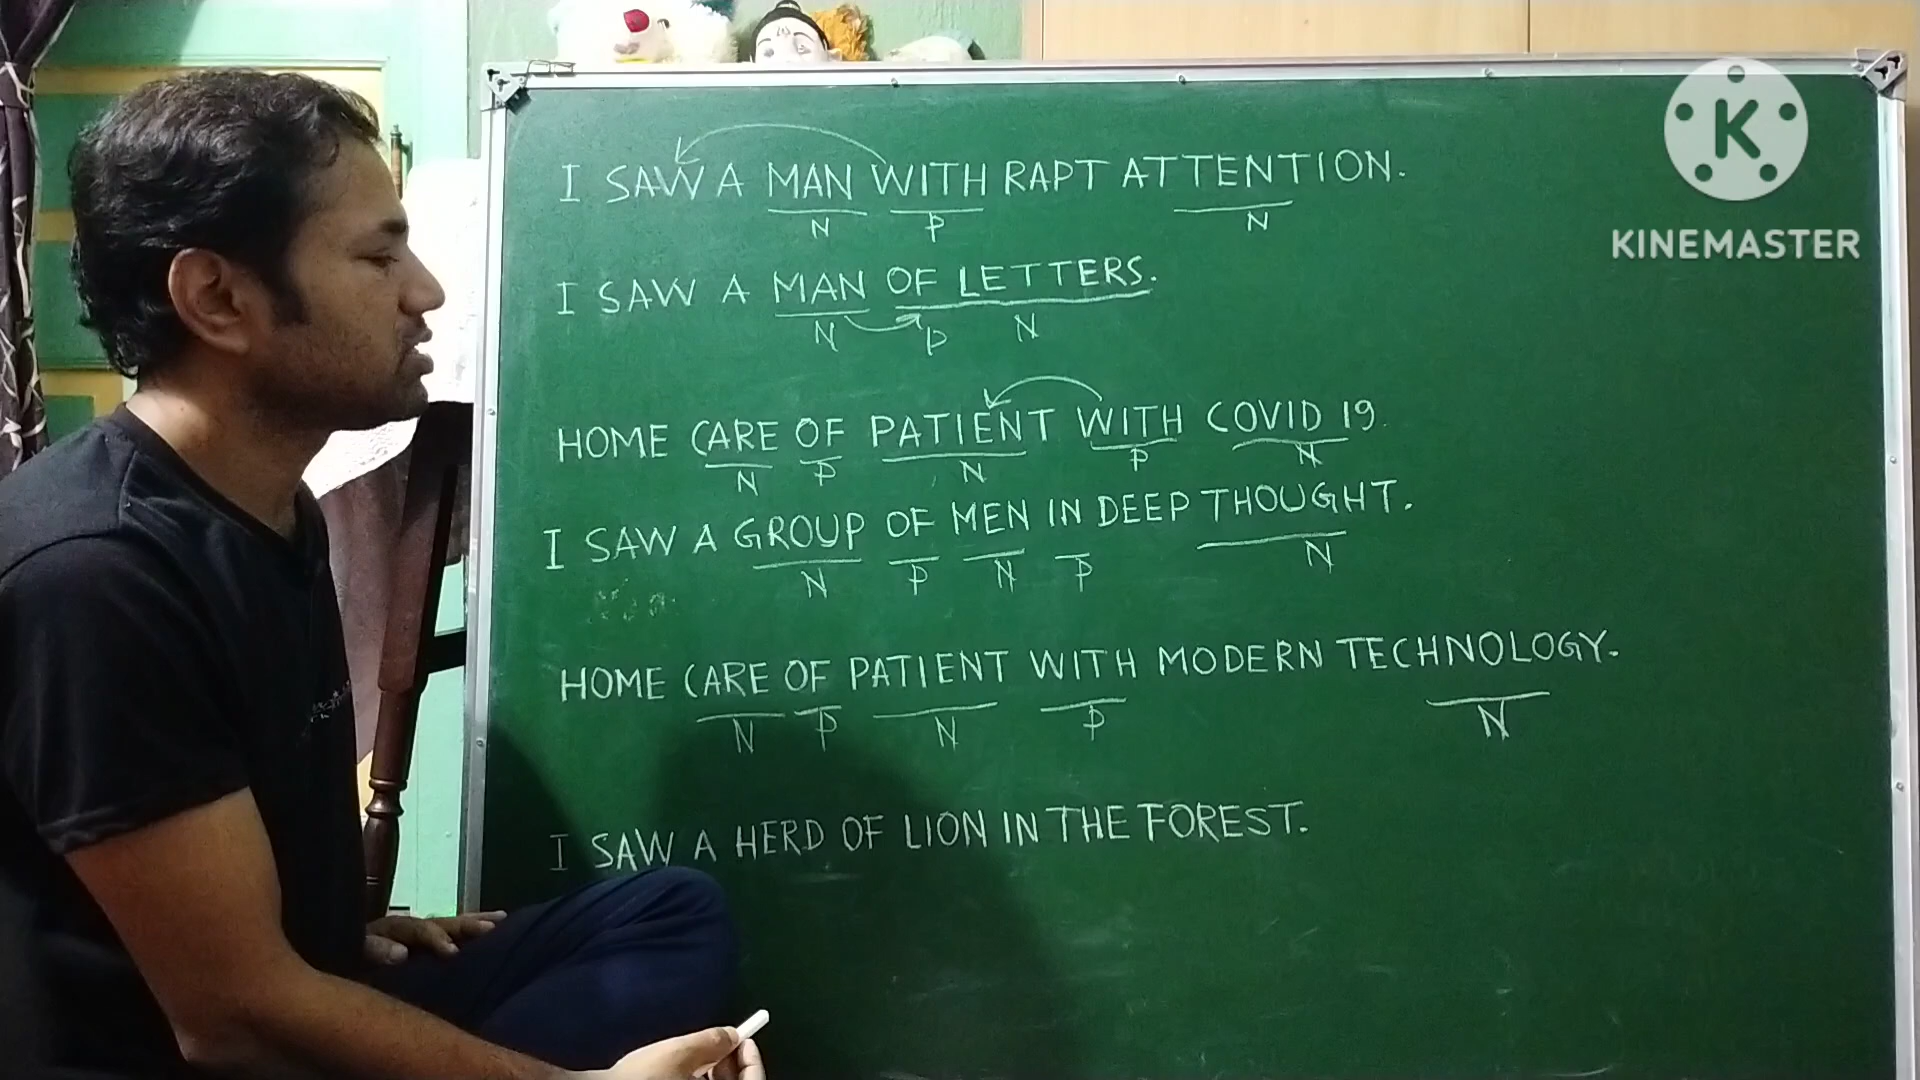 I SAW A MAN WITH RAPT ATTENTION.
N P N
I SAW A MAN OF LETTERS.
N P N
HOME CARE OF PATIENT WITH COVID 19.
N P N P N
I SAW A GROUP OF MEN IN DEEP THOUGHT.
N P N P N
HOME CARE OF PATIENT WITH MODERN TECHNOLOGY.
N P N P N
I SAW A HERD OF LION IN THE FOREST.
K
KINEMASTER